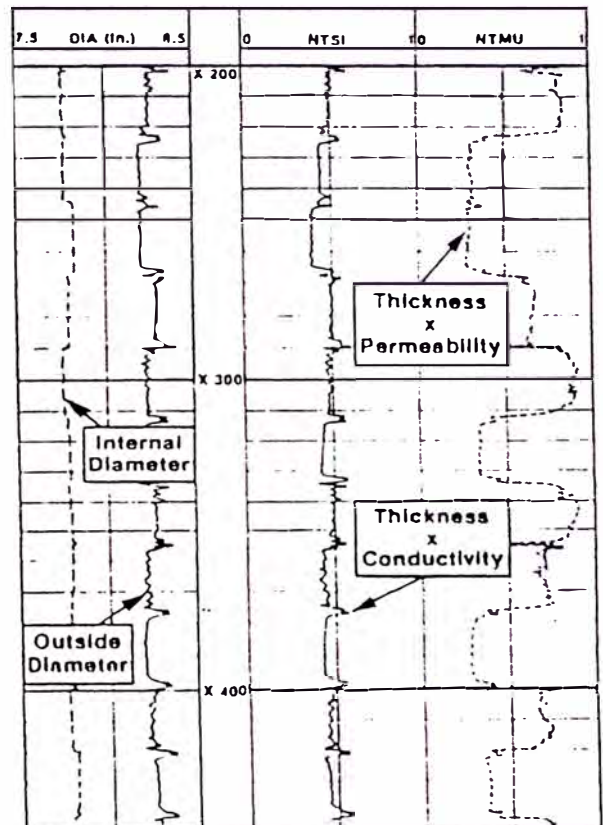 7.5 DIA (In.) 8.5 0 NTSI 1 0 NTMU 1
X 200
Thickness
x
Permeability
X 300
Internal
Diameter
Thickness
x
Conductivity
Outside
Diameter
X 400